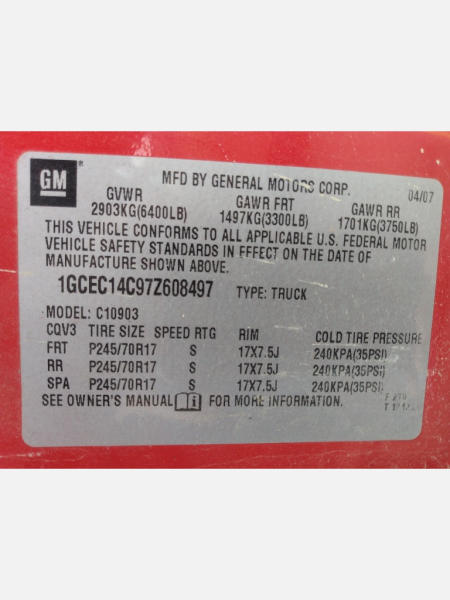 GM
MFD BY GENERAL MOTORS CORP. 04/07
GVWR GAWR FRT GAWR RR
2903KG(6400LB) 1497KG(3300LB) 1701KG(3750LB)
THIS VEHICLE CONFORMS TO ALL APPLICABLE U.S. FEDERAL MOTOR
VEHICLE SAFETY STANDARDS IN EFFECT ON THE DATE OF
MANUFACTURE SHOWN ABOVE.
1GCEC14C97Z608497 TYPE: TRUCK
MODEL: C10903
CQV3 TIRE SIZE SPEED RTG RIM COLD TIRE PRESSURE
FRT P245/70R17 S 17X7.5J 240KPA(35PSI)
RR P245/70R17 S 17X7.5J 240KPA(35PSI)
SPA P245/70R17 S 17X7.5J 240KPA(35PSI)
SEE OWNER'S MANUAL FOR MORE INFORMATION.